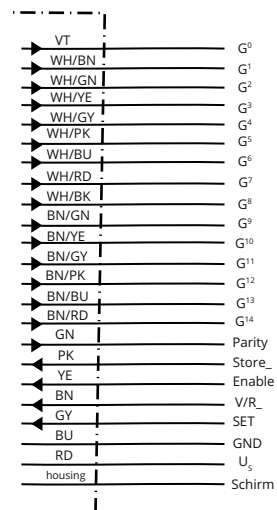 VT G⁰
WH/BN G¹
WH/GN G²
WH/YE G³
WH/GY G⁴
WH/PK G⁵
WH/BU G⁶
WH/RD G⁷
WH/BK G⁸
BN/GN G⁹
BN/YE G¹⁰
BN/GY G¹¹
BN/PK G¹²
BN/BU G¹³
BN/RD G¹⁴
GN Parity
PK Store_
YE Enable
BN V/R_
GY SET
BU GND
RD Uₛ
housing Schirm